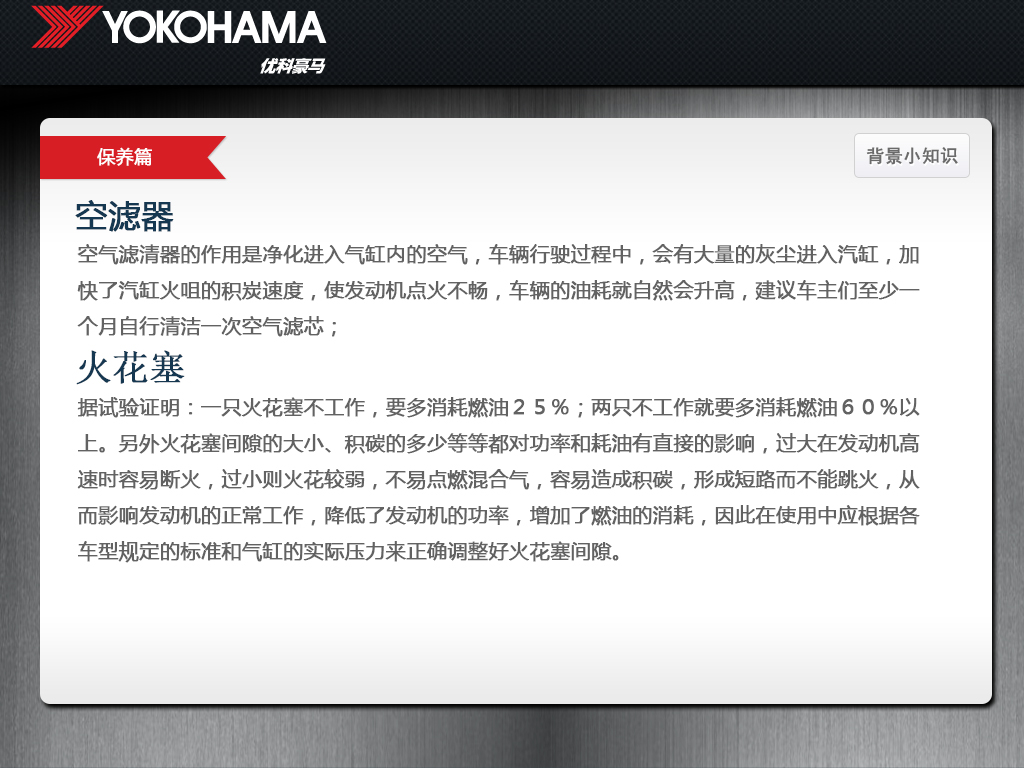 YOKOHAMA
优科豪马
保养篇
背景小知识
空滤器
空气滤清器的作用是净化进入气缸内的空气，车辆行驶过程中，会有大量的灰尘进入汽缸，加
快了汽缸火咀的积炭速度，使发动机点火不畅，车辆的油耗就自然会升高，建议车主们至少一
个月自行清洁一次空气滤芯；
火花塞
据试验证明：一只火花塞不工作，要多消耗燃油２５％；两只不工作就要多消耗燃油６０％以
上。另外火花塞间隙的大小、积碳的多少等等都对功率和耗油有直接的影响，过大在发动机高
速时容易断火，过小则火花较弱，不易点燃混合气，容易造成积碳，形成短路而不能跳火，从
而影响发动机的正常工作，降低了发动机的功率，增加了燃油的消耗，因此在使用中应根据各
车型规定的标准和气缸的实际压力来正确调整好火花塞间隙。